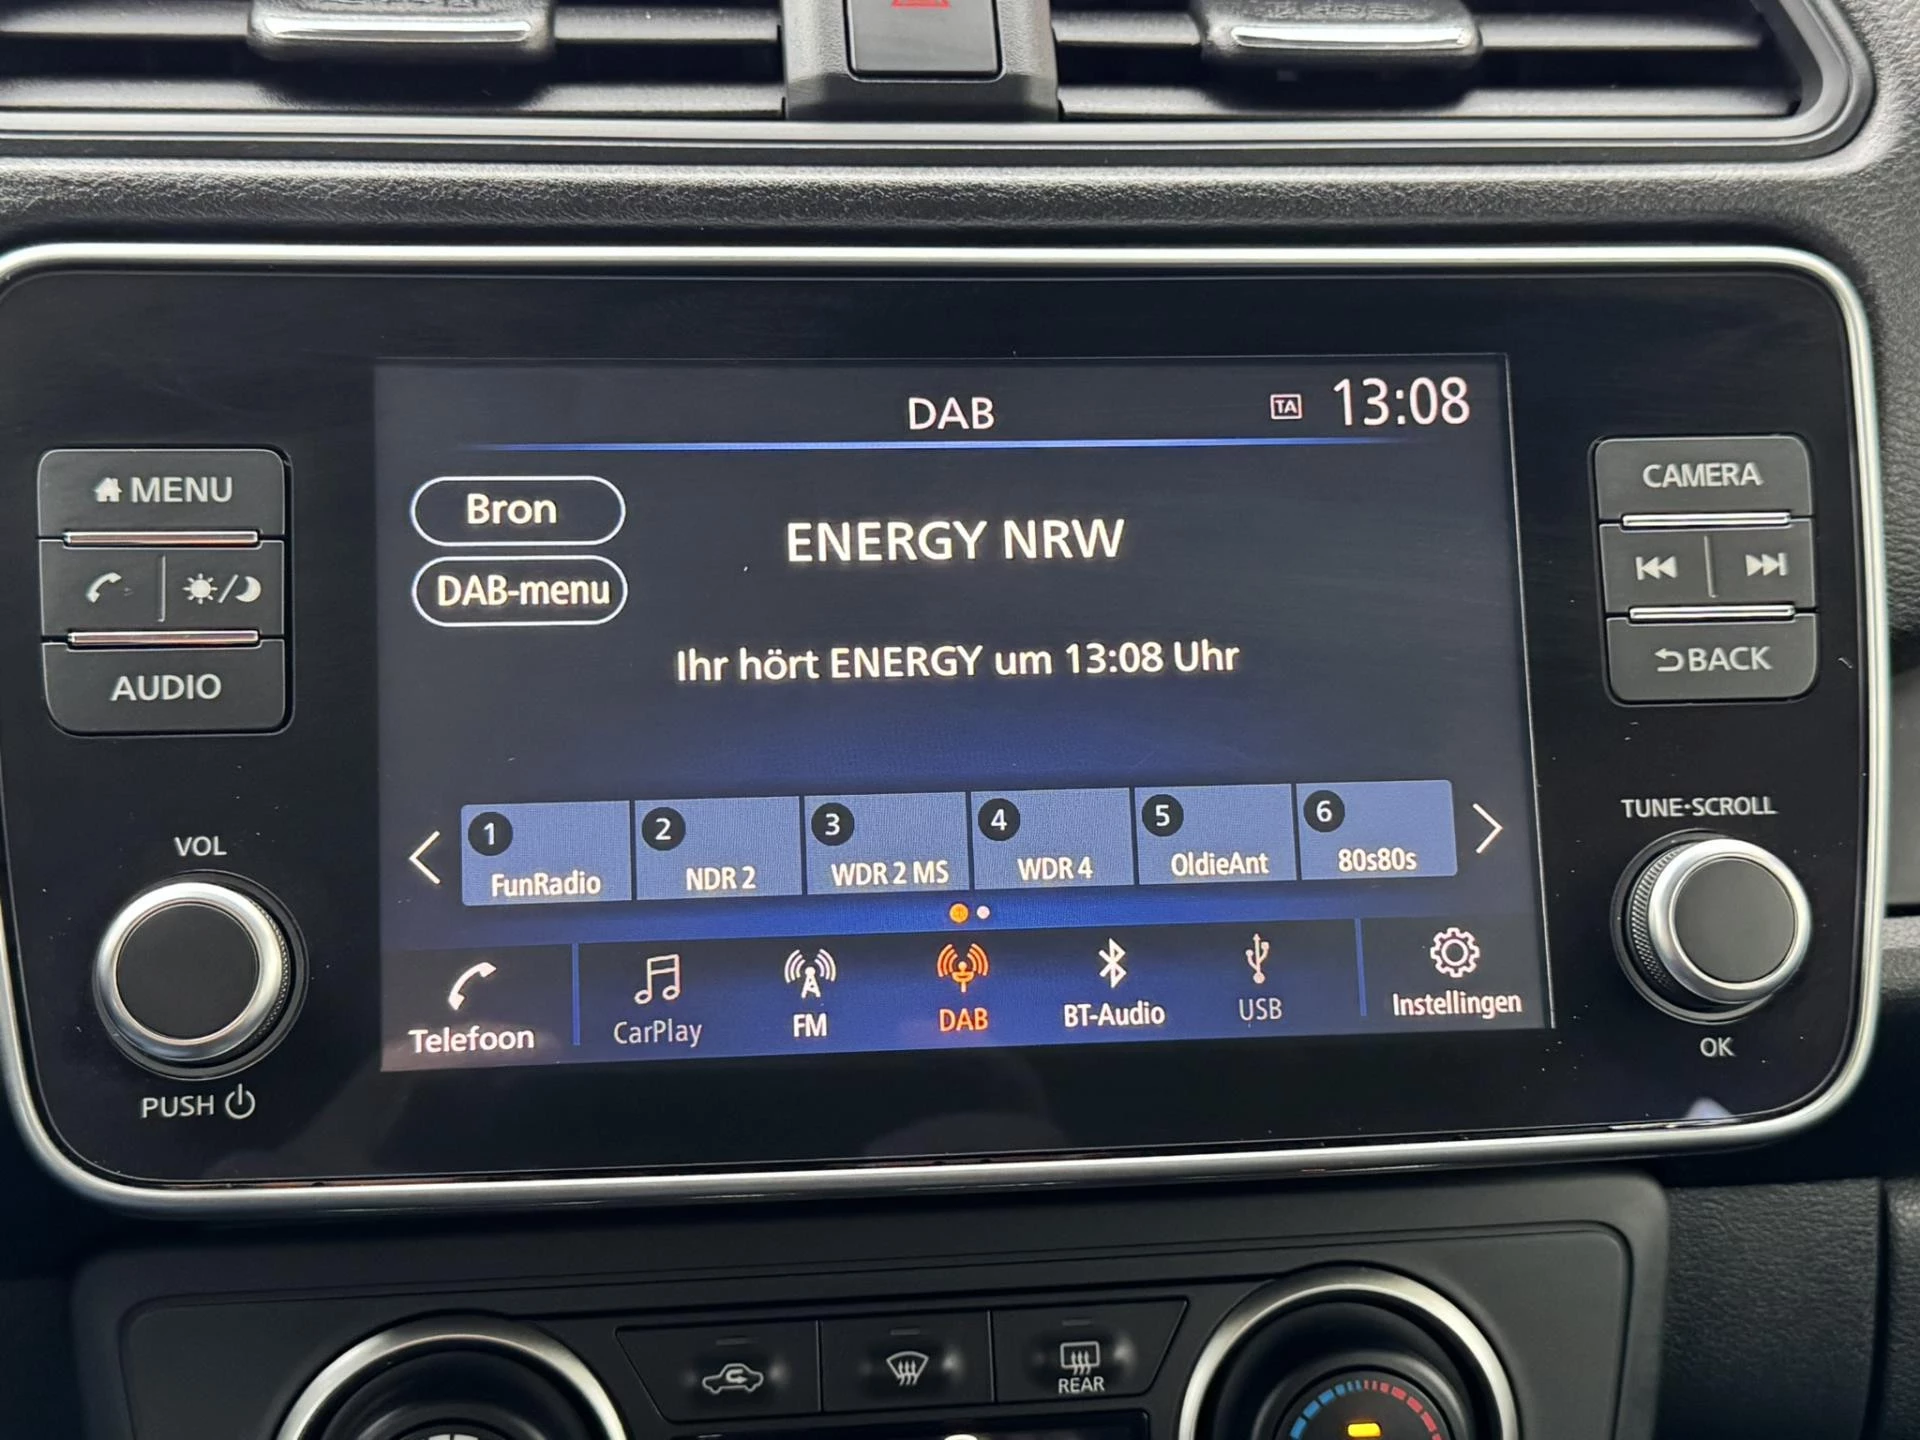 DAB TA 13:08
MENU
AUDIO
VOL
PUSH
Bron
DAB-menu
ENERGY NRW
Ihr hört ENERGY um 13:08 Uhr
1 2 3 4 5 6
FunRadio NDR 2 WDR 2 MS WDR 4 OldieAnt 80s80s
Telefoon CarPlay FM DAB BT-Audio USB Instellingen
CAMERA
BACK
TUNE·SCROLL
OK
REAR